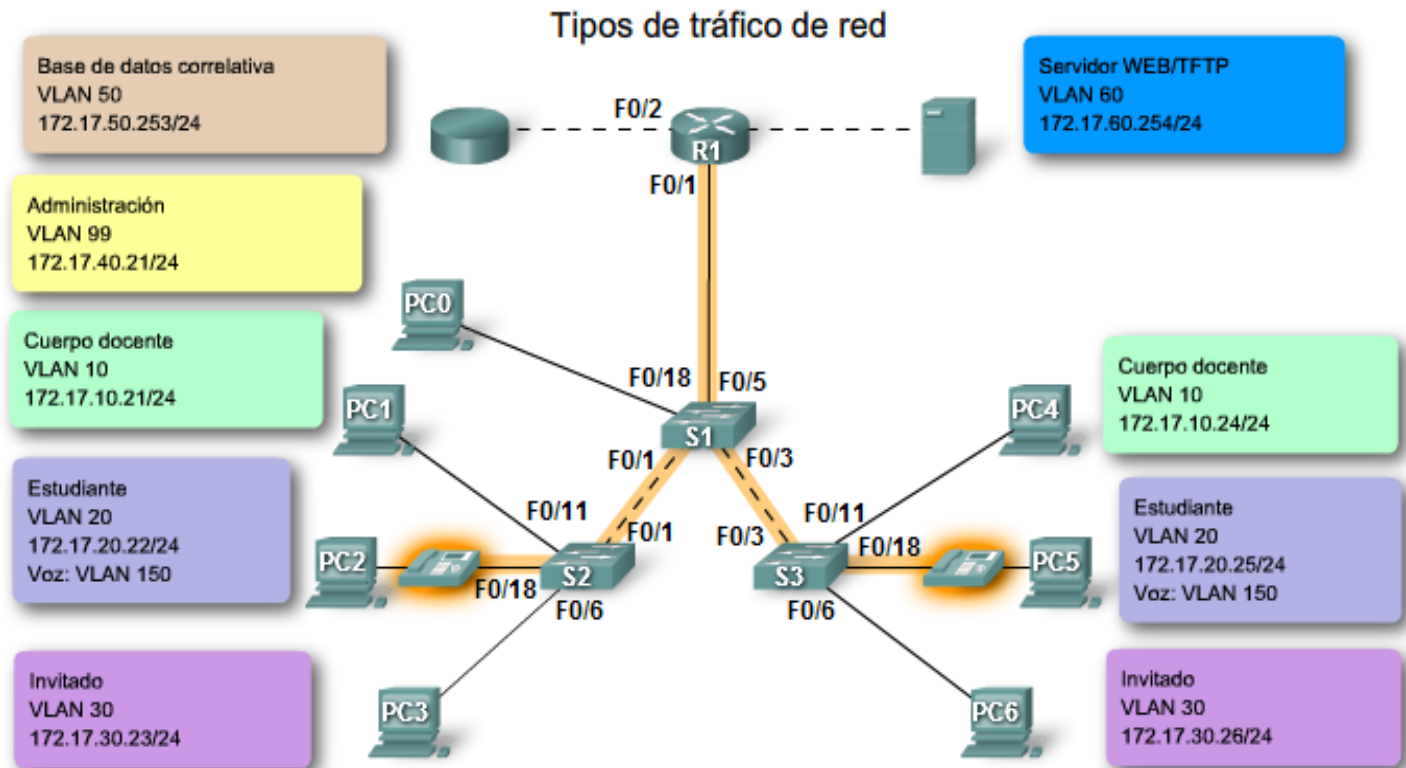 Tipos de tráfico de red
Base de datos correlativa
VLAN 50
172.17.50.253/24
Servidor WEB/TFTP
VLAN 60
172.17.60.254/24
F0/2
R1
F0/1
Administración
VLAN 99
172.17.40.21/24
PC0
Cuerpo docente
VLAN 10
172.17.10.21/24
PC1
F0/18
F0/5
S1
F0/1
F0/3
Cuerpo docente
VLAN 10
172.17.10.24/24
PC4
Estudiante
VLAN 20
172.17.20.22/24
Voz: VLAN 150
PC2
F0/11
F0/1
F0/18
S2
F0/6
F0/3
F0/11
F0/18
S3
F0/6
PC5
Estudiante
VLAN 20
172.17.20.25/24
Voz: VLAN 150
Invitado
VLAN 30
172.17.30.23/24
PC3
PC6
Invitado
VLAN 30
172.17.30.26/24